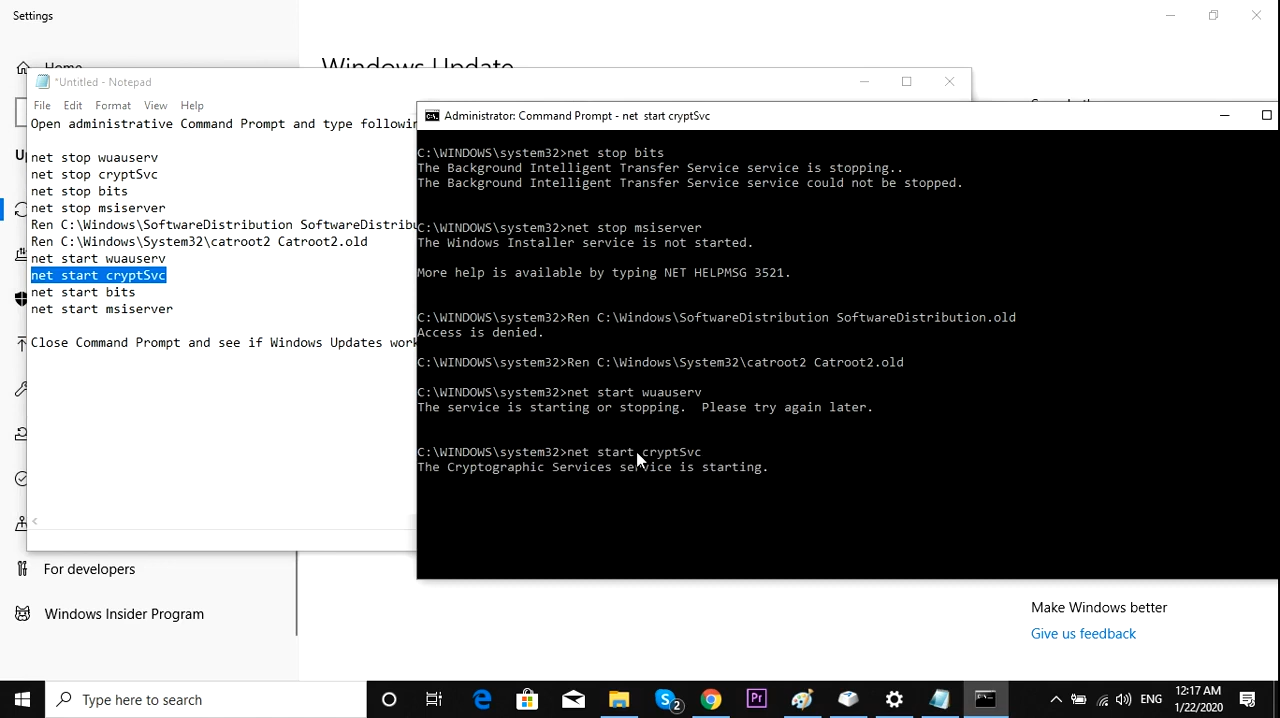 Settings
Home
Windows Update
*Untitled - Notepad
File Edit Format View Help
Open administrative Command Prompt and type
net stop wuauserv
net stop cryptSvc
net stop bits
net stop msiserver
Ren C:\Windows\SoftwareDistribution
Ren C:\Windows\System32\catroot2 Catroot2.old
net start wuauserv
net start cryptSvc
net start bits
net start msiserver
Close Command Prompt and see if Windows Updates
Administrator: Command Prompt - net start cryptSvc
C:\WINDOWS\system32>net stop bits
The Background Intelligent Transfer Service service is stopping..
The Background Intelligent Transfer Service service could not be stopped.
C:\WINDOWS\system32>net stop msiserver
The Windows Installer service is not started.
More help is available by typing NET HELPMSG 3521.
C:\WINDOWS\system32>Ren C:\Windows\SoftwareDistribution SoftwareDistribution.old
Access is denied.
C:\WINDOWS\system32>Ren C:\Windows\System32\catroot2 Catroot2.old
C:\WINDOWS\system32>net start wuauserv
The service is starting or stopping. Please try again later.
C:\WINDOWS\system32>net start cryptSvc
The Cryptographic Services service is starting.
For developers
Windows Insider Program
Make Windows better
Give us feedback
Type here to search
2
ENG
12:17 AM
1/22/2020